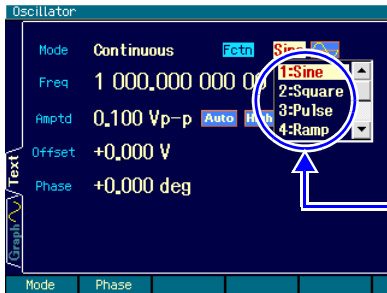 Oscillator
Mode Continuous Fctn Sine
Freq 1 000.000 000 00
1:Sine
2:Square
3:Pulse
4:Ramp
Amptd 0.100 Vp-p Auto High
Offset +0.000 V
Phase +0.000 deg
Text
Graph
Mode Phase